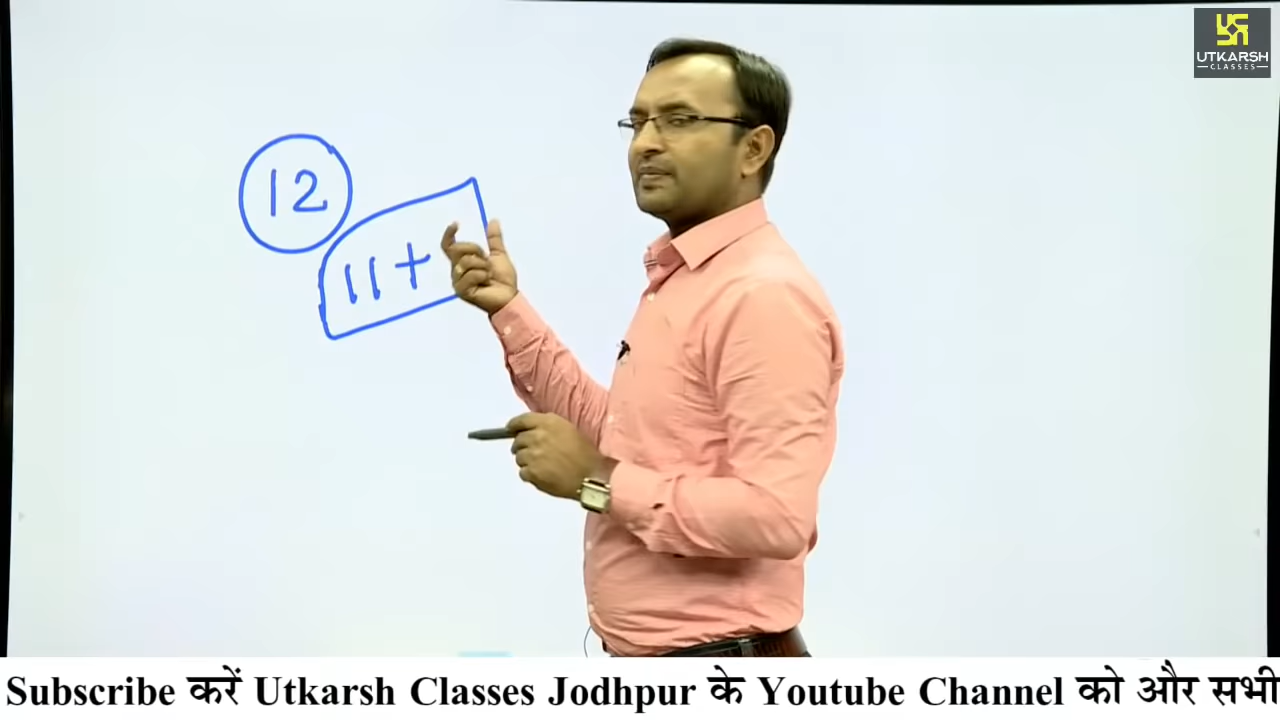 UTKARSH
CLASSES
12
11+
Subscribe करें Utkarsh Classes Jodhpur के Youtube Channel को और सभी